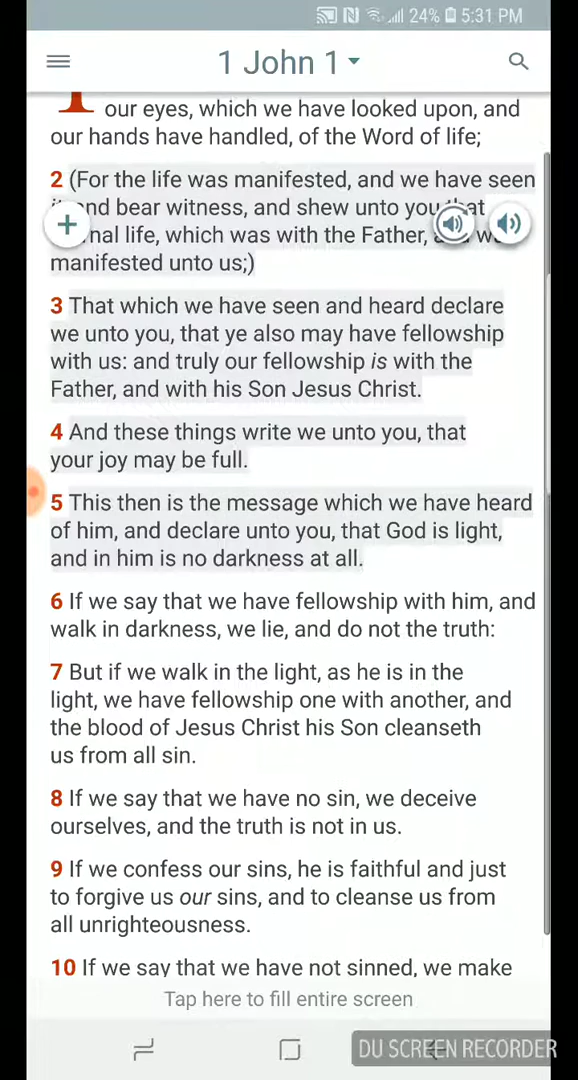 24% 5:31 PM
1 John 1
our eyes, which we have looked upon, and
our hands have handled, of the Word of life;
2 (For the life was manifested, and we have seen
and bear witness, and shew unto you
life, which was with the Father,
manifested unto us;)
3 That which we have seen and heard declare
we unto you, that ye also may have fellowship
with us: and truly our fellowship is with the
Father, and with his Son Jesus Christ.
4 And these things write we unto you, that
your joy may be full.
5 This then is the message which we have heard
of him, and declare unto you, that God is light,
and in him is no darkness at all.
6 If we say that we have fellowship with him, and
walk in darkness, we lie, and do not the truth:
7 But if we walk in the light, as he is in the
light, we have fellowship one with another, and
the blood of Jesus Christ his Son cleanseth
us from all sin.
8 If we say that we have no sin, we deceive
ourselves, and the truth is not in us.
9 If we confess our sins, he is faithful and just
to forgive us our sins, and to cleanse us from
all unrighteousness.
10 If we say that we have not sinned, we make
Tap here to fill entire screen
DU SCREEN RECORDER